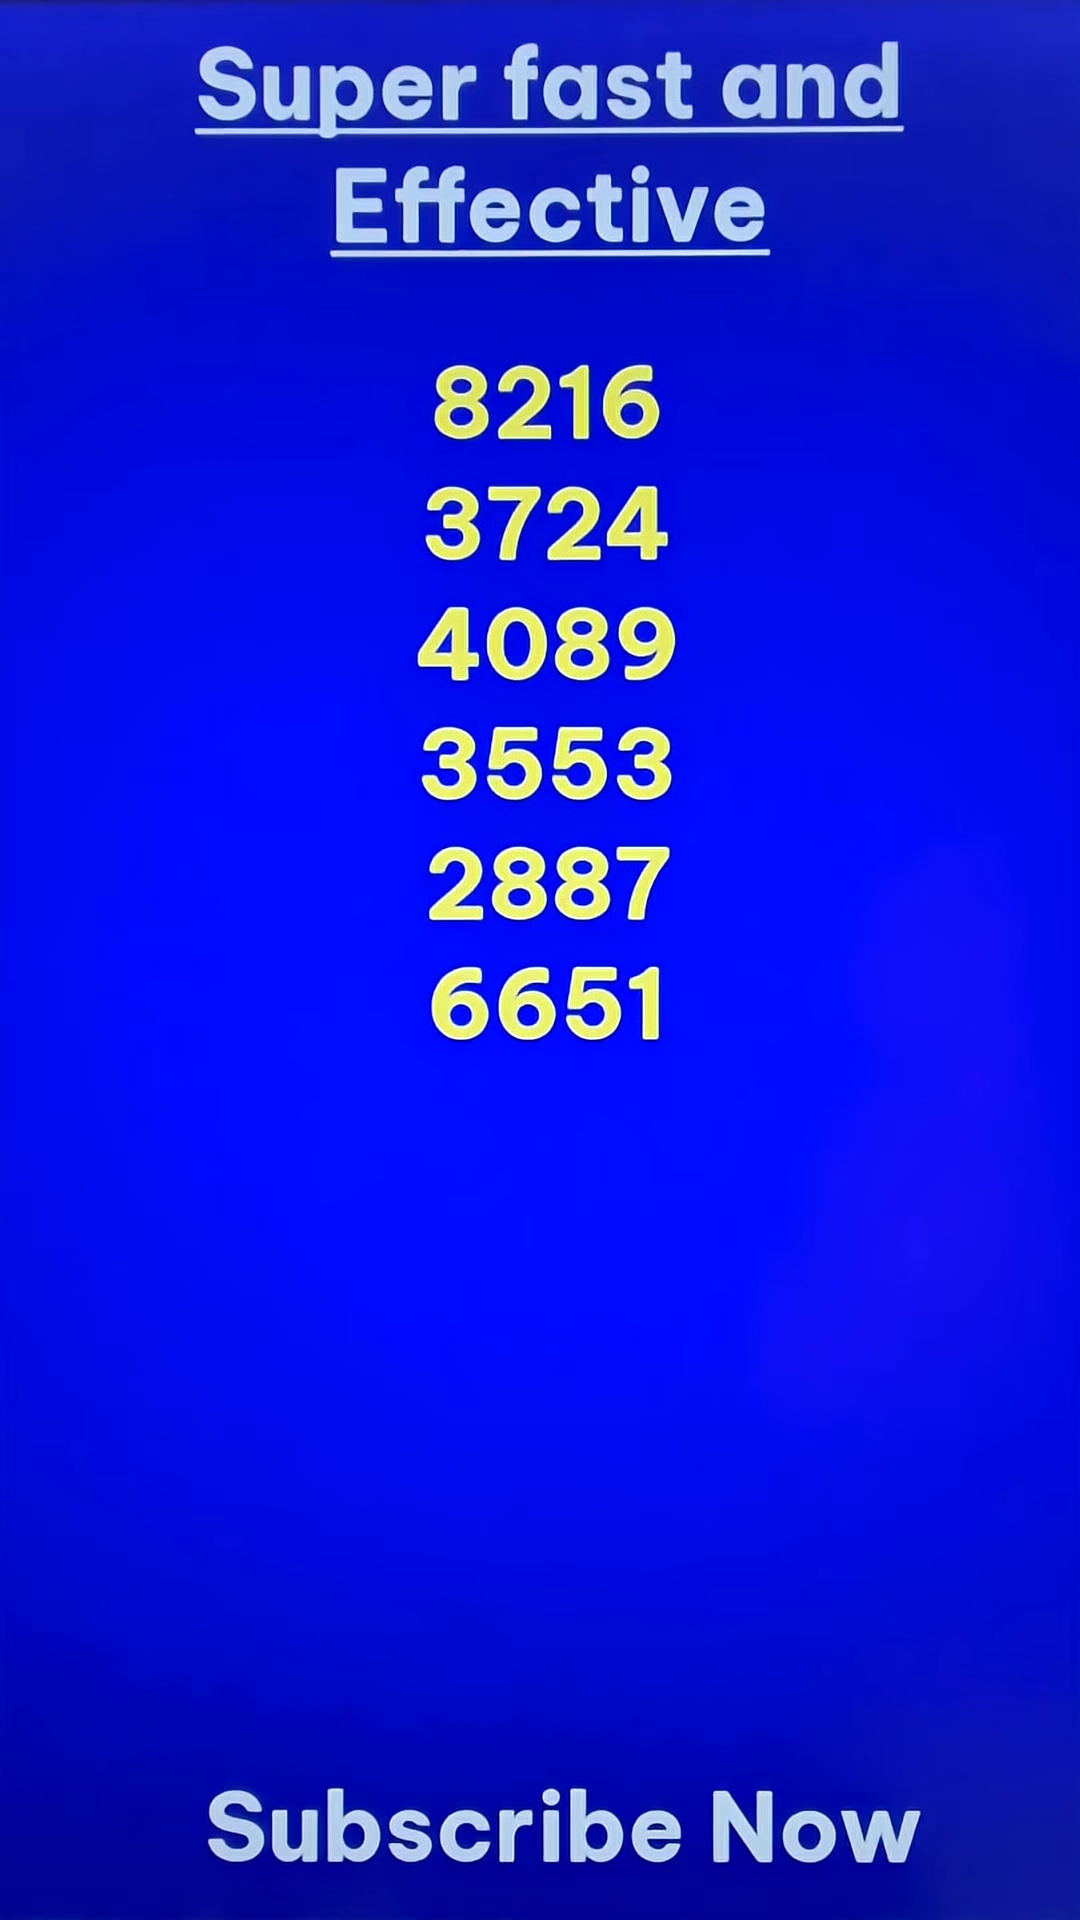 Super fast and
Effective
8216
3724
4089
3553
2887
6651
Subscribe Now